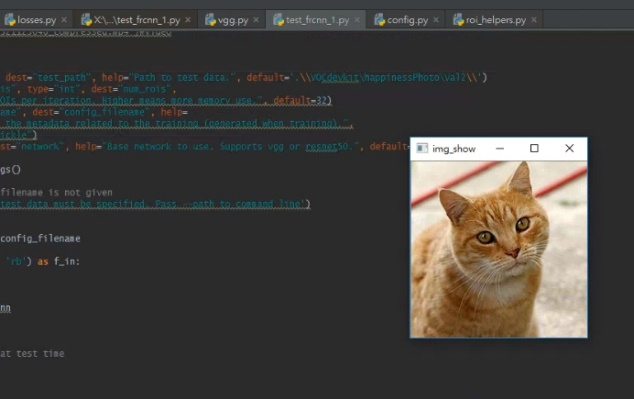 losses.py × X:\...\test_frcnn_1.py × vgg.py × test_frcnn_1.py × config.py × roi_helpers.py ×
dest="test_path", help="Path to test data.", default='.\\VOCdevkit\happinessPhoto\val2\\')
is", type="int", dest="num_rois",
OIs per iteration. Higher means more memory use.", default=32)
ame", dest="config_filename", help=
the metadata related to the training (generated when training).",
ickle")
st="network", help="Base network to use. Supports vgg or resnet50.", defau
img_show
gs()
filename is not given
test data must be specified. Pass --path to command line')
config_filename
'rb') as f_in:
nn
at test time